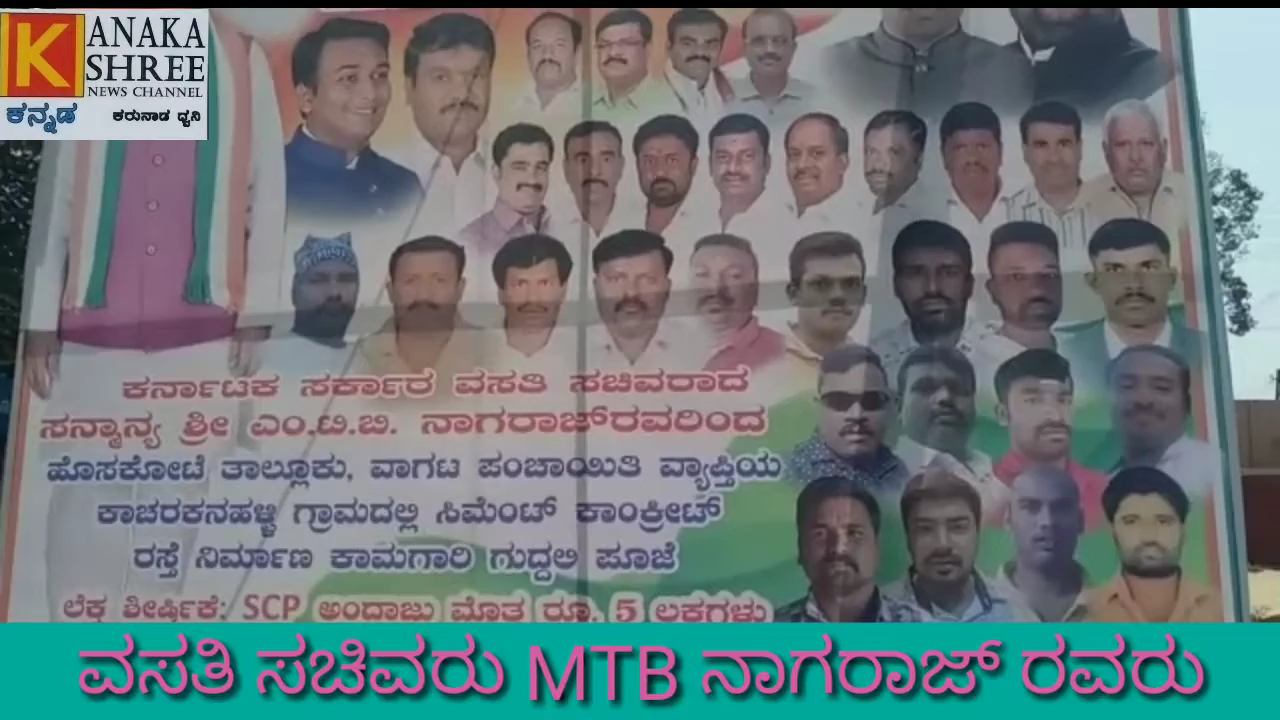 K ANAKA
SHREE
NEWS CHANNEL
ಕನ್ನಡ ಕರುನಾಡ ಧ್ವನಿ
ಕರ್ನಾಟಕ ಸರ್ಕಾರ ವಸತಿ ಸಚಿವರಾದ
ಸನ್ಮಾನ್ಯ ಶ್ರೀ ಎಂ.ಟಿ.ಬಿ. ನಾಗರಾಜ್‌ರವರಿಂದ
ಹೊಸಕೋಟೆ ತಾಲ್ಲೂಕು, ವಾಗಟ ಪಂಚಾಯಿತಿ ವ್ಯಾಪ್ತಿಯ
ಕಾಚರಕನಹಳ್ಳಿ ಗ್ರಾಮದಲ್ಲಿ ಸಿಮೆಂಟ್ ಕಾಂಕ್ರೀಟ್
ರಸ್ತೆ ನಿರ್ಮಾಣ ಕಾಮಗಾರಿ ಗುದ್ದಲಿ ಪೂಜೆ
ಲೆಕ್ಕ ಶೀರ್ಷಿಕೆ: SCP ಅಂದಾಜು ಮೊತ್ತ ರೂ. 5 ಲಕ್ಷಗಳು
ವಸತಿ ಸಚಿವರು MTB ನಾಗರಾಜ್ ರವರು